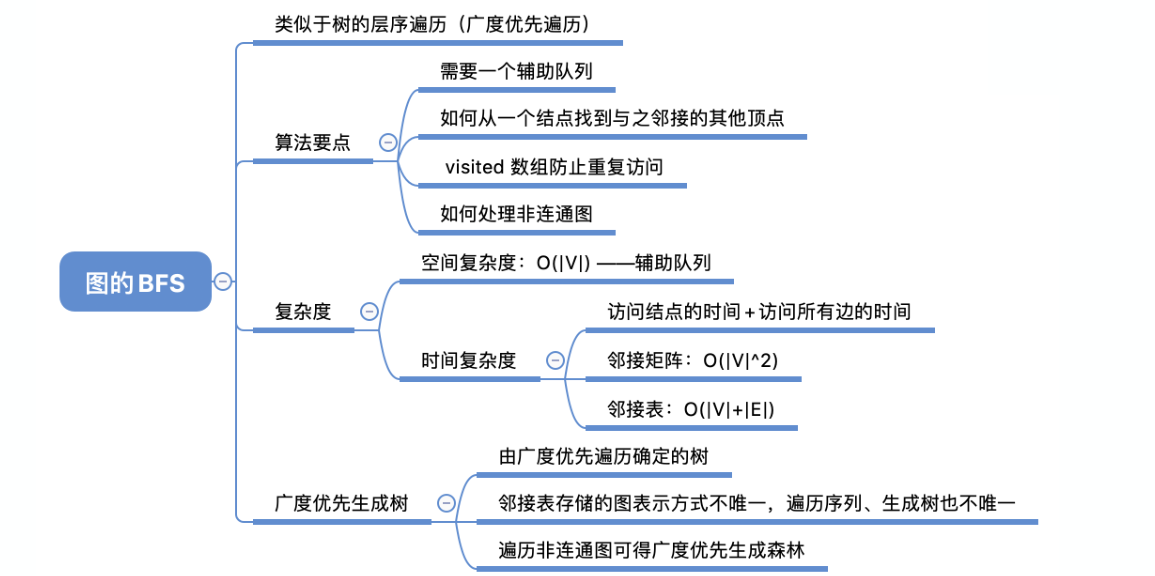 图的BFS
类似于树的层序遍历（广度优先遍历）
算法要点
需要一个辅助队列
如何从一个结点找到与之邻接的其他顶点
visited 数组防止重复访问
如何处理非连通图
复杂度
空间复杂度：O(|V|) ——辅助队列
时间复杂度
访问结点的时间+访问所有边的时间
邻接矩阵：O(|V|^2)
邻接表：O(|V|+|E|)
广度优先生成树
由广度优先遍历确定的树
邻接表存储的图表示方式不唯一，遍历序列、生成树也不唯一
遍历非连通图可得广度优先生成森林